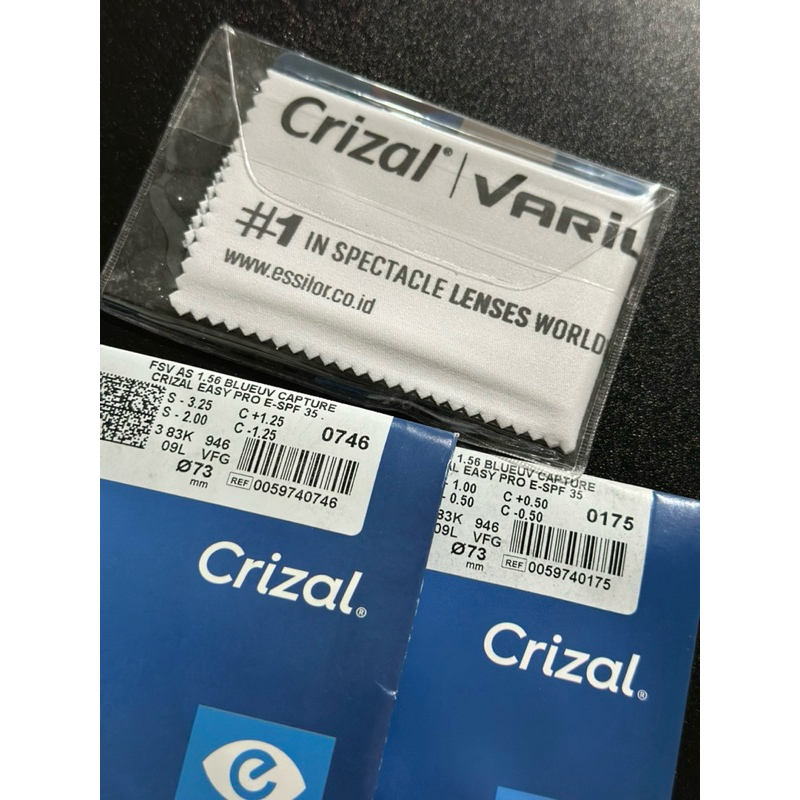 Crizal® | VARIL
#1 IN SPECTACLE LENSES WORLD
www.essilor.co.id
FSV AS 1.56 BLUEUV CAPTURE
CRIZAL EASY PRO E-SPF 35 .
S - 3.25 C +1.25
S - 2.00 C -1.25 0746
3 83K 946
09L VFG
Ø73
mm
REF 0059740746
Crizal®
1.56 BLUEUV CAPTURE
AL EASY PRO E-SPF 35
- 1.00 C +0.50
- 0.50 C -0.50 0175
83K 946
09L VFG
Ø73
mm
REF 0059740175
Crizal®